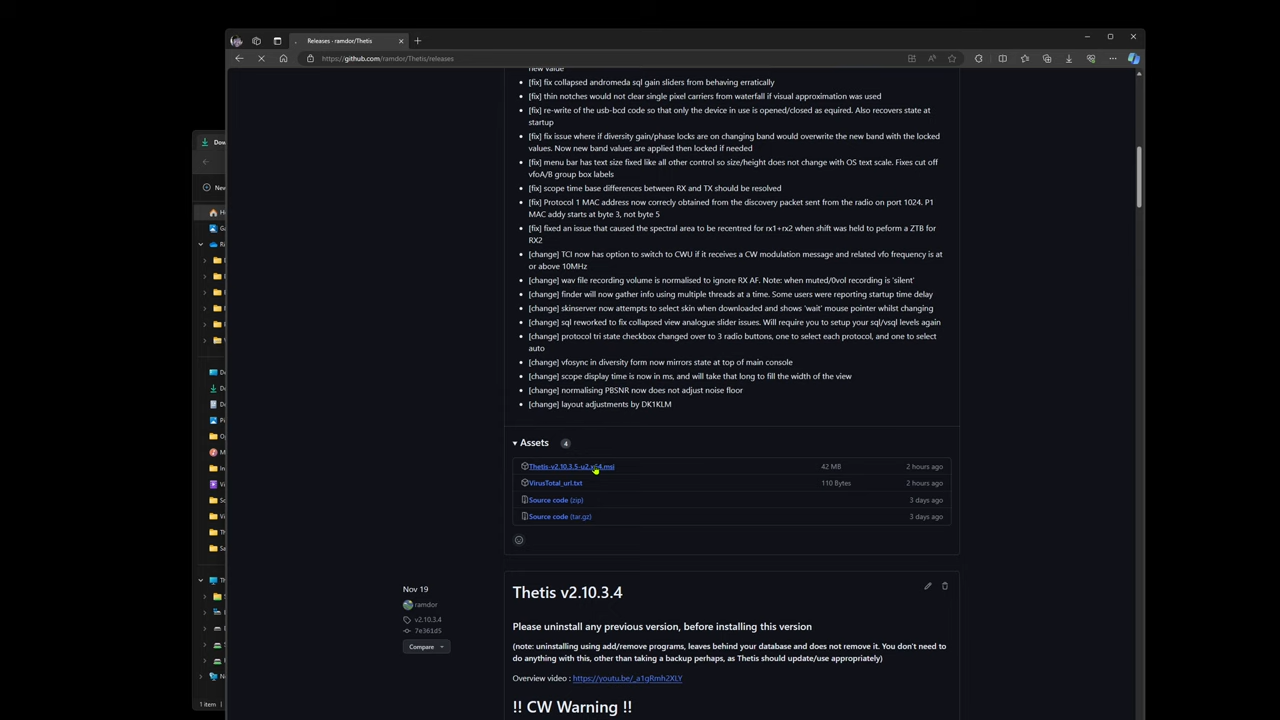 Releases · ramdor/Thetis
https://github.com/ramdor/Thetis/releases
new value
[fix] fix collapsed andromeda sql gain sliders from behaving erratically
[fix] thin notches would not clear single pixel carriers from waterfall if visual approximation was used
[fix] re-write of the usb-bcd code so that only the device in use is opened/closed as equired. Also recovers state at
startup
[fix] fix issue where if diversity gain/phase locks are on changing band would overwrite the new band with the locked
values. Now new band values are applied then locked if needed
[fix] menu bar has text size fixed like all other control so size/height does not change with OS text scale. Fixes cut off
vfoA/B group box labels
[fix] scope time base differences between RX and TX should be resolved
[fix] Protocol 1 MAC address now correcly obtained from the discovery packet sent from the radio on port 1024. P1
MAC addy starts at byte 3, not byte 5
[fix] fixed an issue that caused the spectral area to be recentred for rx1+rx2 when shift was held to peform a ZTB for
RX2
[change] TCI now has option to switch to CWU if it receives a CW modulation message and related vfo frequency is at
or above 10MHz
[change] wav file recording volume is normalised to ignore RX AF. Note: when muted/0vol recording is 'silent'
[change] finder will now gather info using multiple threads at a time. Some users were reporting startup time delay
[change] skinserver now attempts to select skin when downloaded and shows 'wait' mouse pointer whilst changing
[change] sql reworked to fix collapsed view analogue slider issues. Will require you to setup your sql/vsql levels again
[change] protocol tri state checkbox changed over to 3 radio buttons, one to select each protocol, and one to select
auto
[change] vfosync in diversity form now mirrors state at top of main console
[change] scope display time is now in ms, and will take that long to fill the width of the view
[change] normalising PBSNR now does not adjust noise floor
[change] layout adjustments by DK1KLM
Assets 4
Thetis-v2.10.3.5-u2.x64.msi 42 MB 2 hours ago
VirusTotal_url.txt 110 Bytes 2 hours ago
Source code (zip) 3 days ago
Source code (tar.gz) 3 days ago
Nov 19
ramdor
v2.10.3.4
7e361d5
Compare
Thetis v2.10.3.4
Please uninstall any previous version, before installing this version
(note: uninstalling using add/remove programs, leaves behind your database and does not remove it. You don't need to
do anything with this, other than taking a backup perhaps, as Thetis should update/use appropriately)
Overview video : https://youtu.be/_a1gRmh2XLY
!! CW Warning !!
Dow
New
1 item